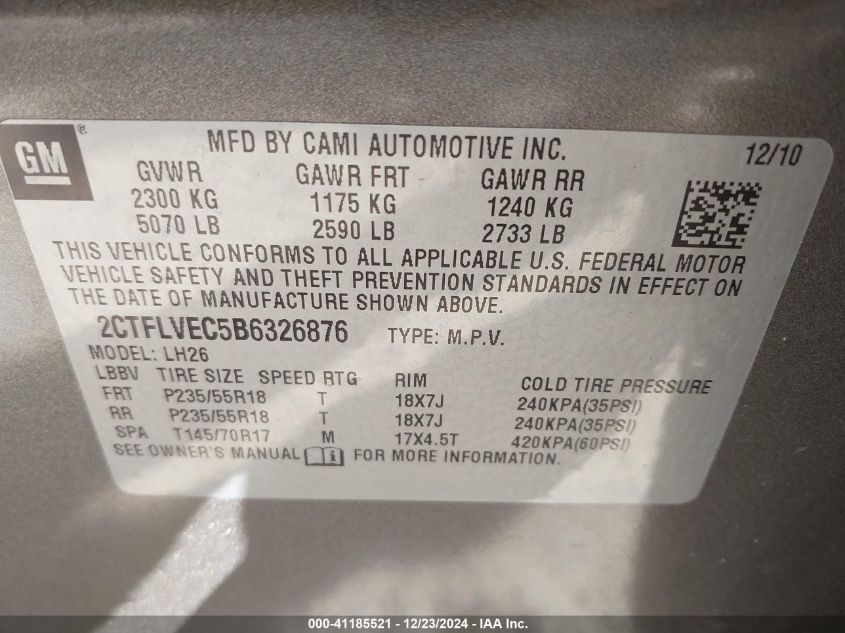 GM®
MFD BY CAMI AUTOMOTIVE INC. 12/10
GVWR GAWR FRT GAWR RR
2300 KG 1175 KG 1240 KG
5070 LB 2590 LB 2733 LB
THIS VEHICLE CONFORMS TO ALL APPLICABLE U.S. FEDERAL MOTOR
VEHICLE SAFETY AND THEFT PREVENTION STANDARDS IN EFFECT ON
THE DATE OF MANUFACTURE SHOWN ABOVE.
2CTFLVEC5B6326876 TYPE: M.P.V.
MODEL: LH26
LBBV TIRE SIZE SPEED RTG RIM COLD TIRE PRESSURE
FRT P235/55R18 T 18X7J 240KPA(35PSI)
RR P235/55R18 T 18X7J 240KPA(35PSI)
SPA T145/70R17 M 17X4.5T 420KPA(60PSI)
SEE OWNER'S MANUAL i FOR MORE INFORMATION.
000-41185521 - 12/23/2024 - IAA Inc.